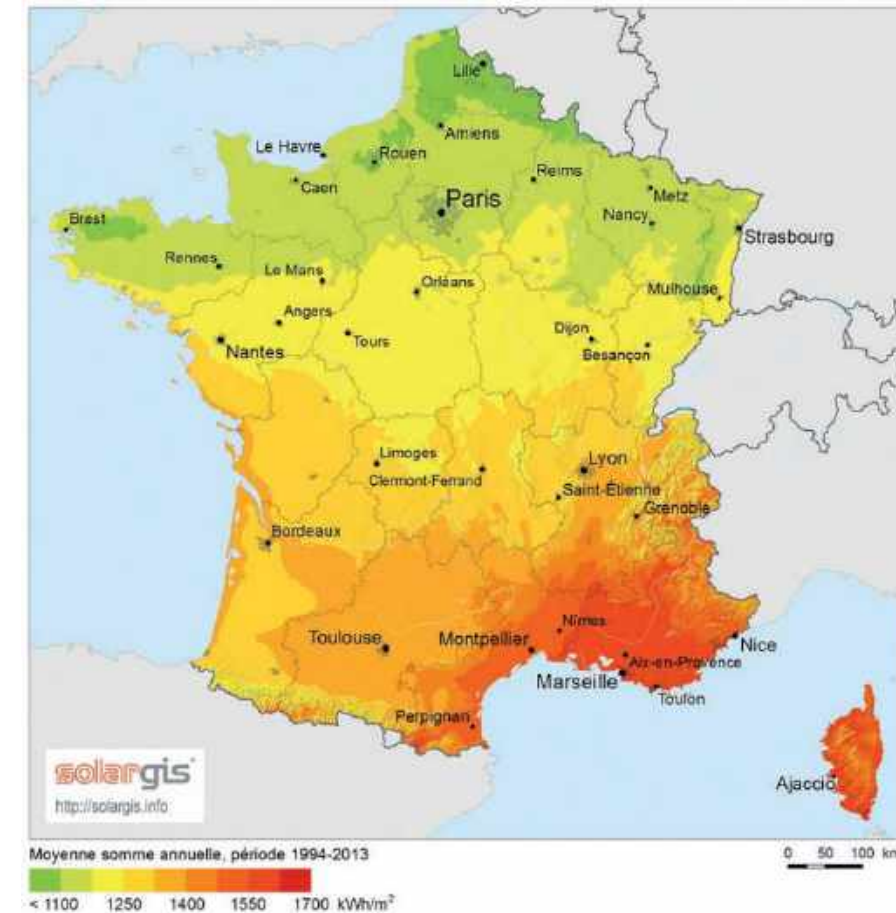 Lille
Amiens
Le Havre
Rouen
Caen
Reims
Paris
Metz
Nancy
Strasbourg
Brest
Rennes
Le Mans
Orléans
Mulhouse
Angers
Nantes
Tours
Dijon
Besançon
Limoges
Clermont-Ferrand
Lyon
Saint-Étienne
Grenoble
Bordeaux
Toulouse
Montpellier
Nîmes
Nice
Aix-en-Provence
Marseille
Toulon
Perpignan
Ajaccio
solargis
http://solargis.info
Moyenne somme annuelle, période 1994-2013
0 50 100 km
< 1100 1250 1400 1550 1700 kWh/m²